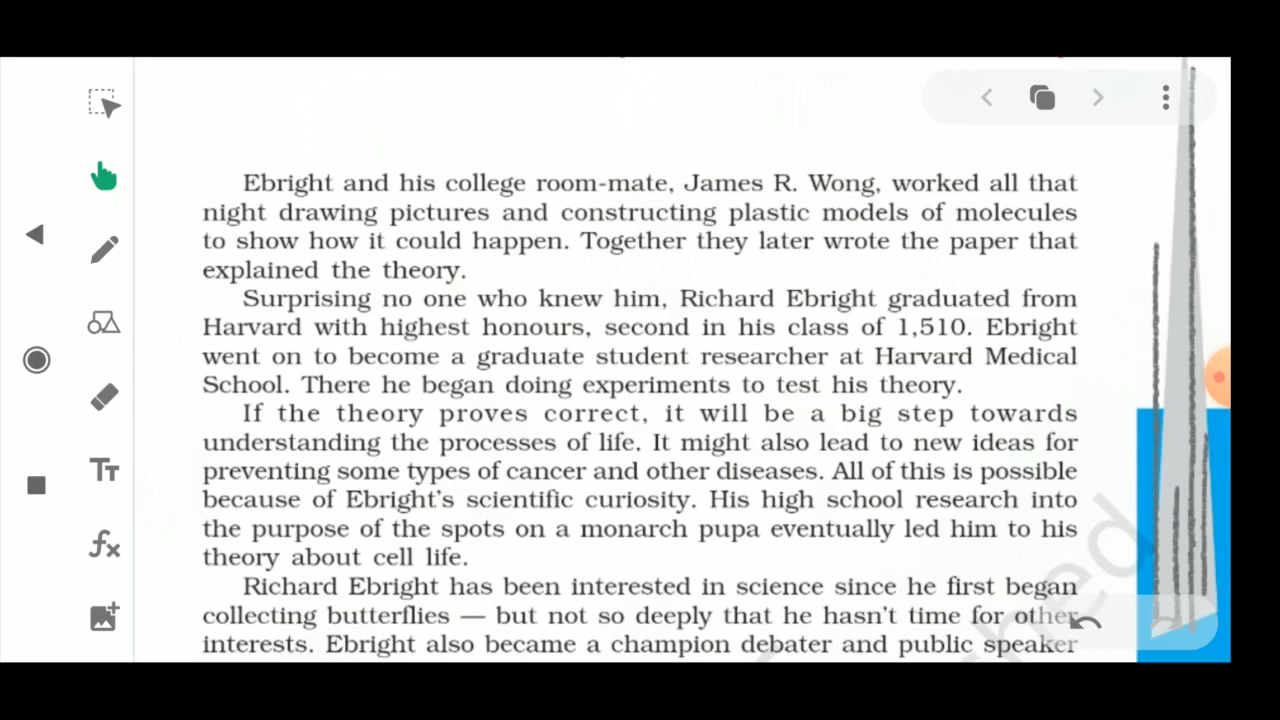 Ebright and his college room-mate, James R. Wong, worked all that
night drawing pictures and constructing plastic models of molecules
to show how it could happen. Together they later wrote the paper that
explained the theory.
Surprising no one who knew him, Richard Ebright graduated from
Harvard with highest honours, second in his class of 1,510. Ebright
went on to become a graduate student researcher at Harvard Medical
School. There he began doing experiments to test his theory.
If the theory proves correct, it will be a big step towards
understanding the processes of life. It might also lead to new ideas for
preventing some types of cancer and other diseases. All of this is possible
because of Ebright's scientific curiosity. His high school research into
the purpose of the spots on a monarch pupa eventually led him to his
theory about cell life.
Richard Ebright has been interested in science since he first began
collecting butterflies — but not so deeply that he hasn't time for other
interests. Ebright also became a champion debater and public speaker
TT
fx